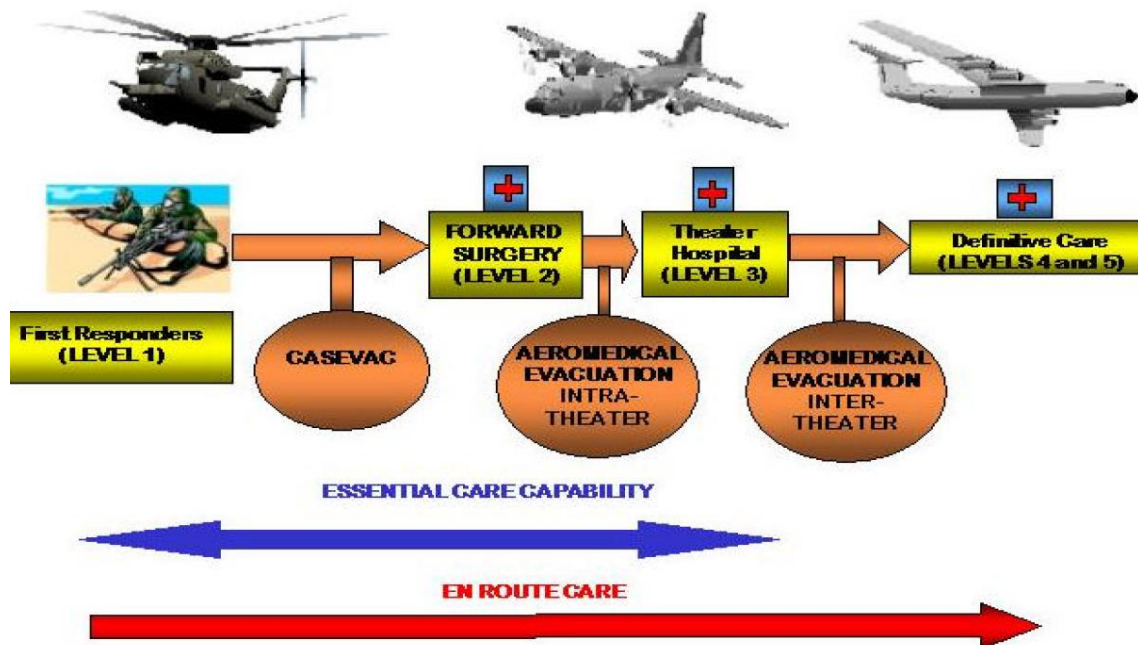 First Responders
(LEVEL 1)
CASEVAC
FORWARD
SURGERY
(LEVEL 2)
AEROMEDICAL
EVACUATION
INTRA-
THEATER
Theater
Hospital
(LEVEL 3)
AEROMEDICAL
EVACUATION
INTER-
THEATER
Definitive Care
(LEVELS 4 and 5)
ESSENTIAL CARE CAPABILITY
EN ROUTE CARE